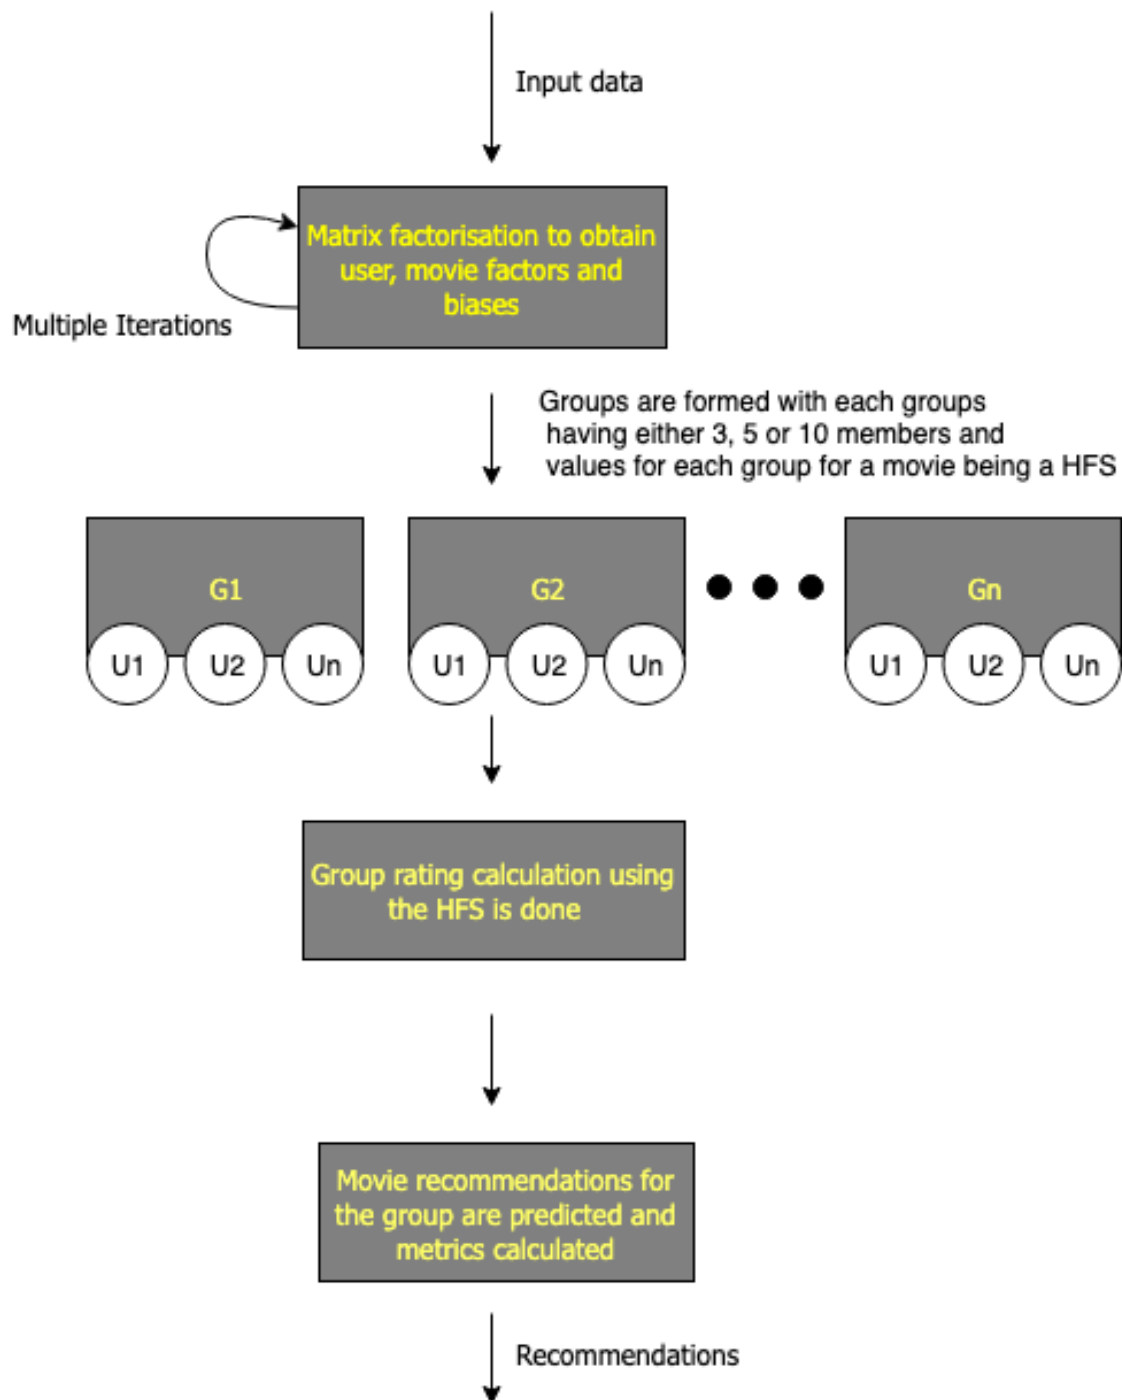 Input data
Matrix factorisation to obtain
user, movie factors and
biases
Multiple Iterations
Groups are formed with each groups
having either 3, 5 or 10 members and
values for each group for a movie being a HFS
G1
G2
Gn
U1 U2 Un
U1 U2 Un
U1 U2 Un
Group rating calculation using
the HFS is done
Movie recommendations for
the group are predicted and
metrics calculated
Recommendations